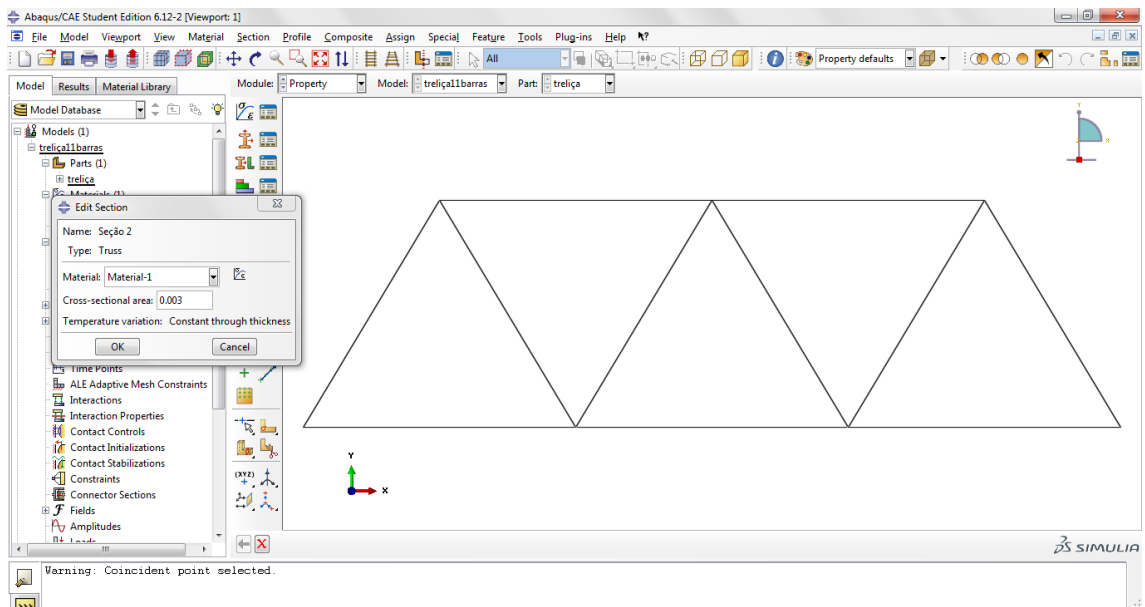 Abaqus/CAE Student Edition 6.12-2 [Viewport: 1]
File Model Viewport View Material Section Profile Composite Assign Special Feature Tools Plug-ins Help
All Property defaults
Model Results Material Library Module: Property Model: treliça11barras Part: treliça
Model Database
Models (1)
treliça11barras
Parts (1)
treliça
Materials (1)
Edit Section
Name: Seção 2
Type: Truss
Material: Material-1
Cross-sectional area: 0.003
Temperature variation: Constant through thickness
OK Cancel
Time Points
ALE Adaptive Mesh Constraints
Interactions
Interaction Properties
Contact Controls
Contact Initializations
Contact Stabilizations
Constraints
Connector Sections
Fields
Amplitudes
Loads
(XYZ)
Y
X
Y
X
SIMULIA
Warning: Coincident point selected.